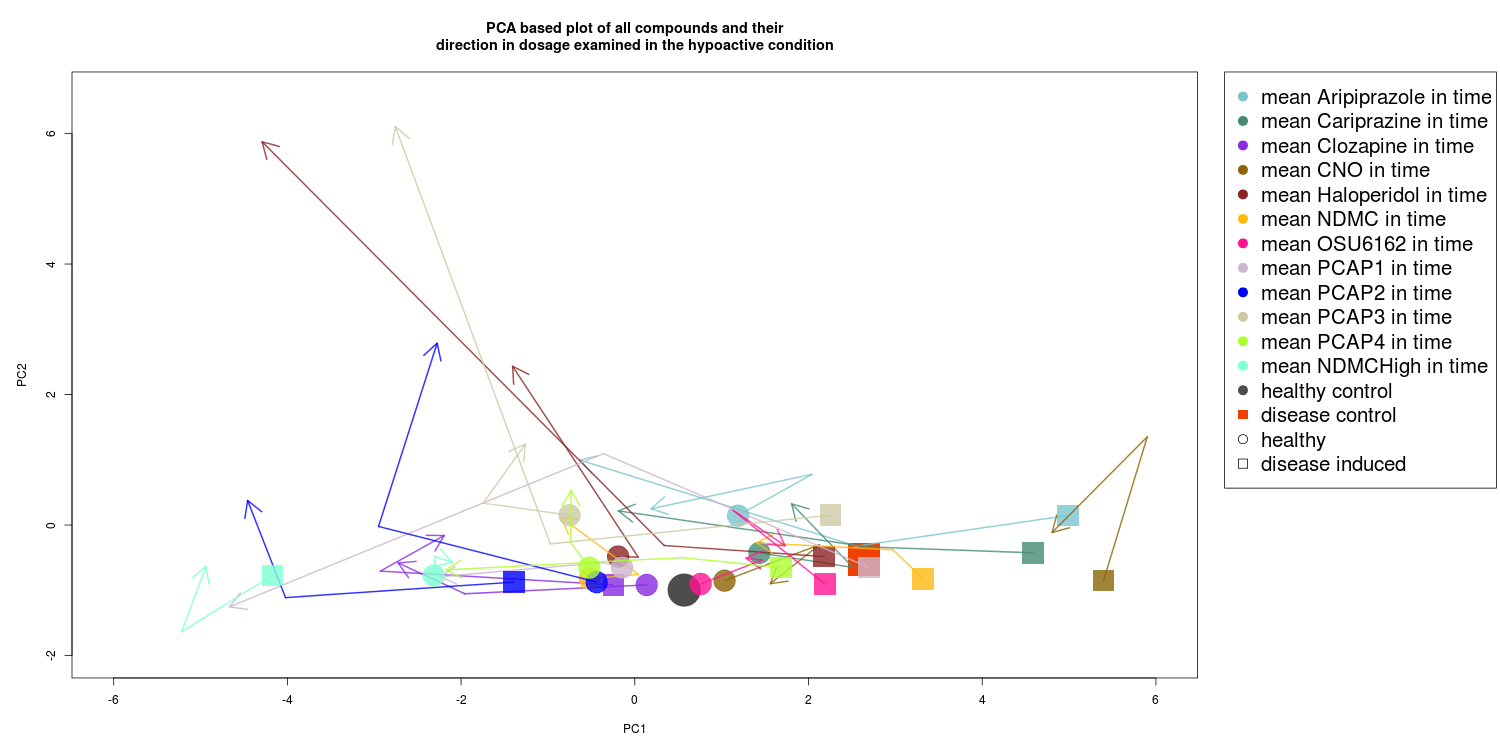 PCA based plot of all compounds and their
direction in dosage examined in the hypoactive condition
6
4
2
0
-2
PC2
-6
-4
-2
0
2
4
6
PC1
mean Aripiprazole in time
mean Cariprazine in time
mean Clozapine in time
mean CNO in time
mean Haloperidol in time
mean NDMC in time
mean OSU6162 in time
mean PCAP1 in time
mean PCAP2 in time
mean PCAP3 in time
mean PCAP4 in time
mean NDMCHigh in time
healthy control
disease control
healthy
disease induced